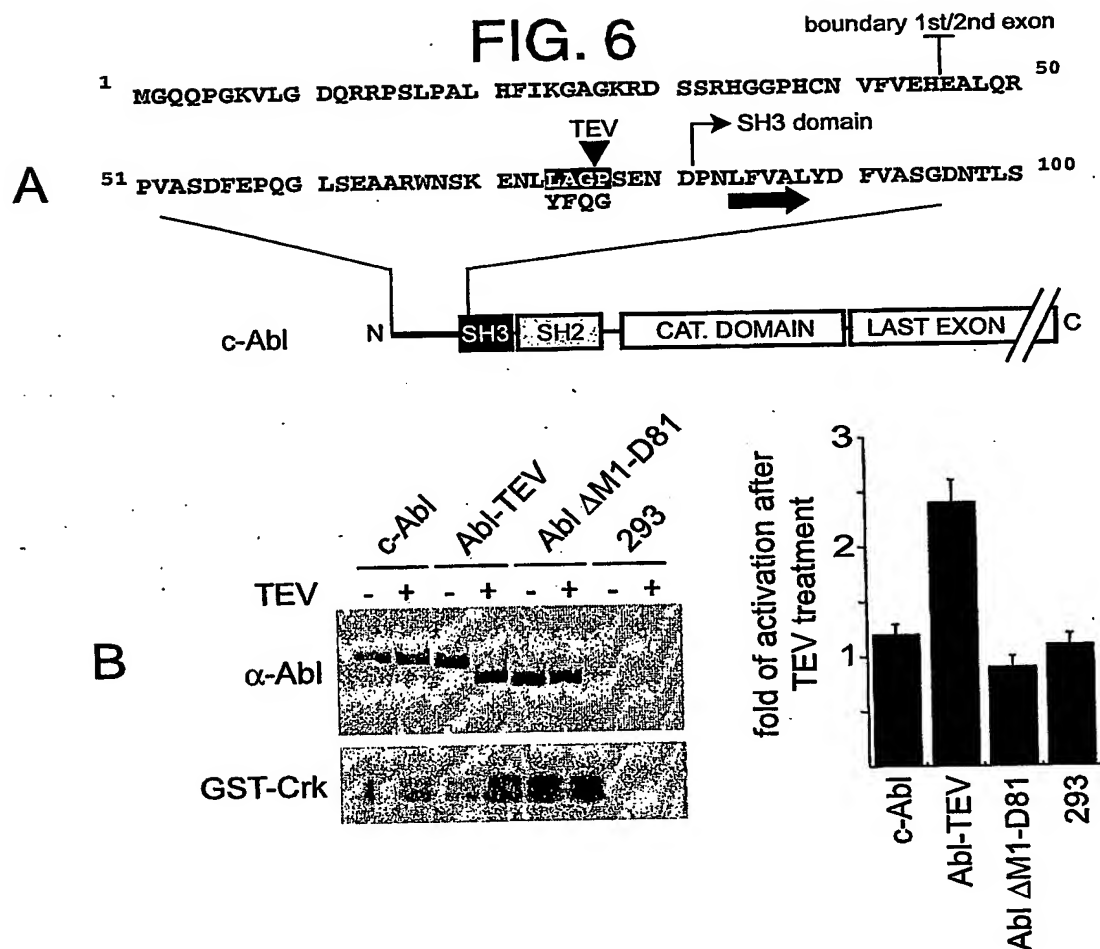 FIG. 6
boundary 1st/2nd exon
1 MGQQPGKVLG DQRRPSLPAL HFIKGAGKRD SSRHGGPHCN VFVEHEALQR 50
TEV
SH3 domain
A
51 PVASDFEPQG LSEAARWNSK ENLLAGPSEN DPNLFVALYD FVASGDNTLS 100
YFQG
c-Abl
N
SH3
SH2
CAT. DOMAIN
LAST EXON
C
B
c-Abl
Abl-TEV
Abl ΔM1-D81
293
TEV - + - + - + - +
α-Abl
GST-Crk
fold of activation after
TEV treatment
3
2
1
c-Abl
Abl-TEV
Abl ΔM1-D81
293